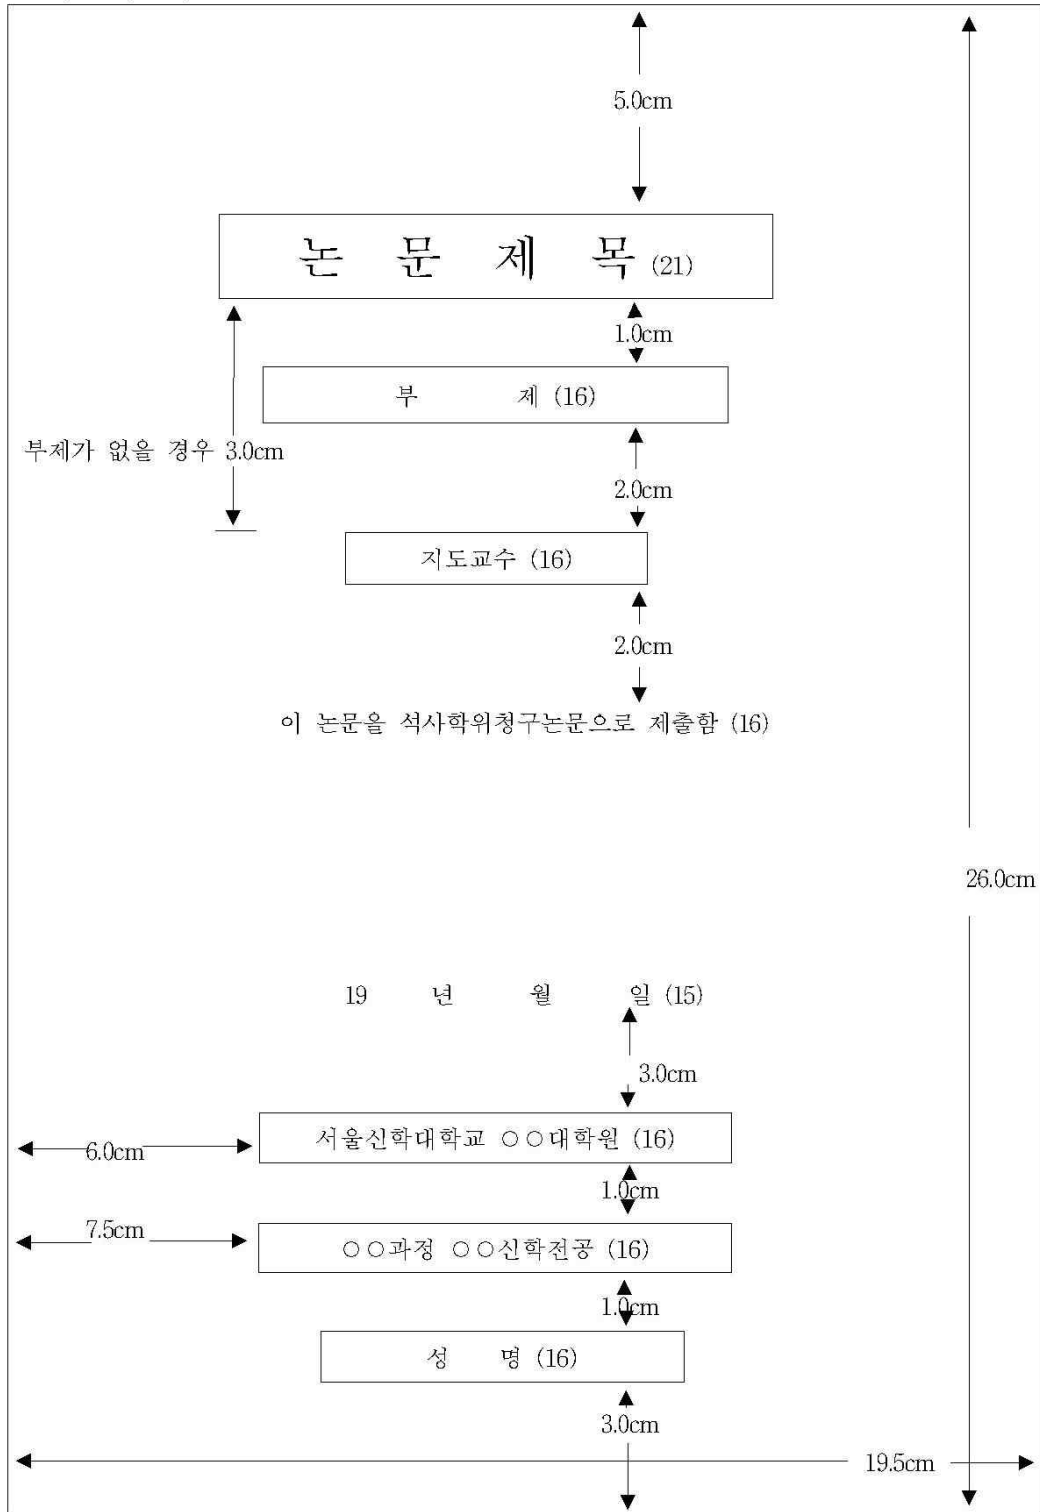 5.0cm
논 문 제 목 (21)
1.0cm
부 제 (16)
부제가 없을 경우 3.0cm
2.0cm
지도교수 (16)
2.0cm
이 논문을 석사학위청구논문으로 제출함 (16)
26.0cm
19 년 월 일 (15)
3.0cm
서울신학대학교 ○○대학원 (16)
6.0cm
1.0cm
7.5cm
○○과정 ○○신학전공 (16)
1.0cm
성 명 (16)
3.0cm
19.5cm